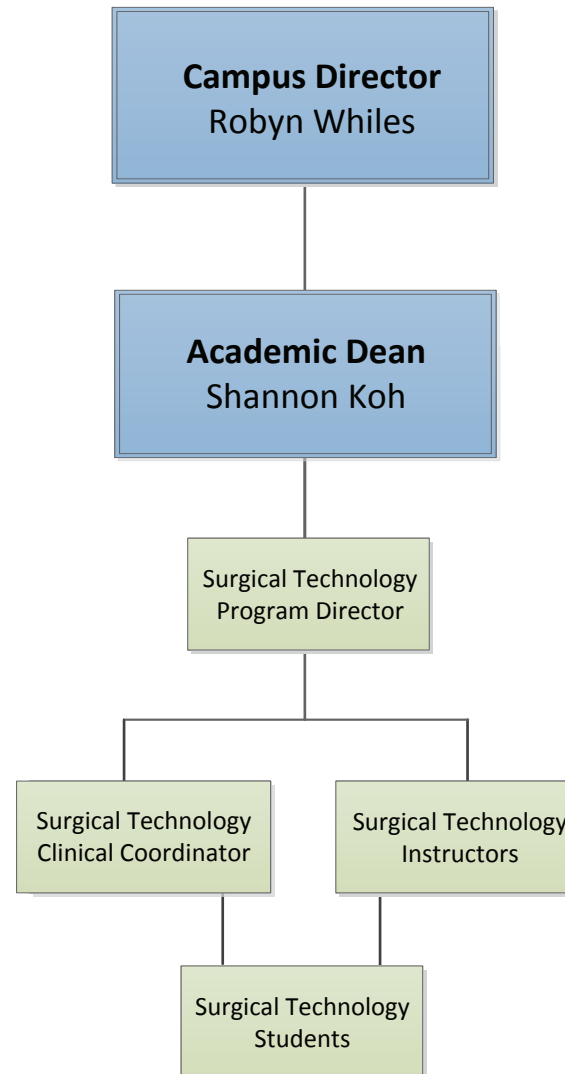 Campus Director
Robyn Whiles
Academic Dean
Shannon Koh
Surgical Technology
Program Director
Surgical Technology
Clinical Coordinator
Surgical Technology
Instructors
Surgical Technology
Students